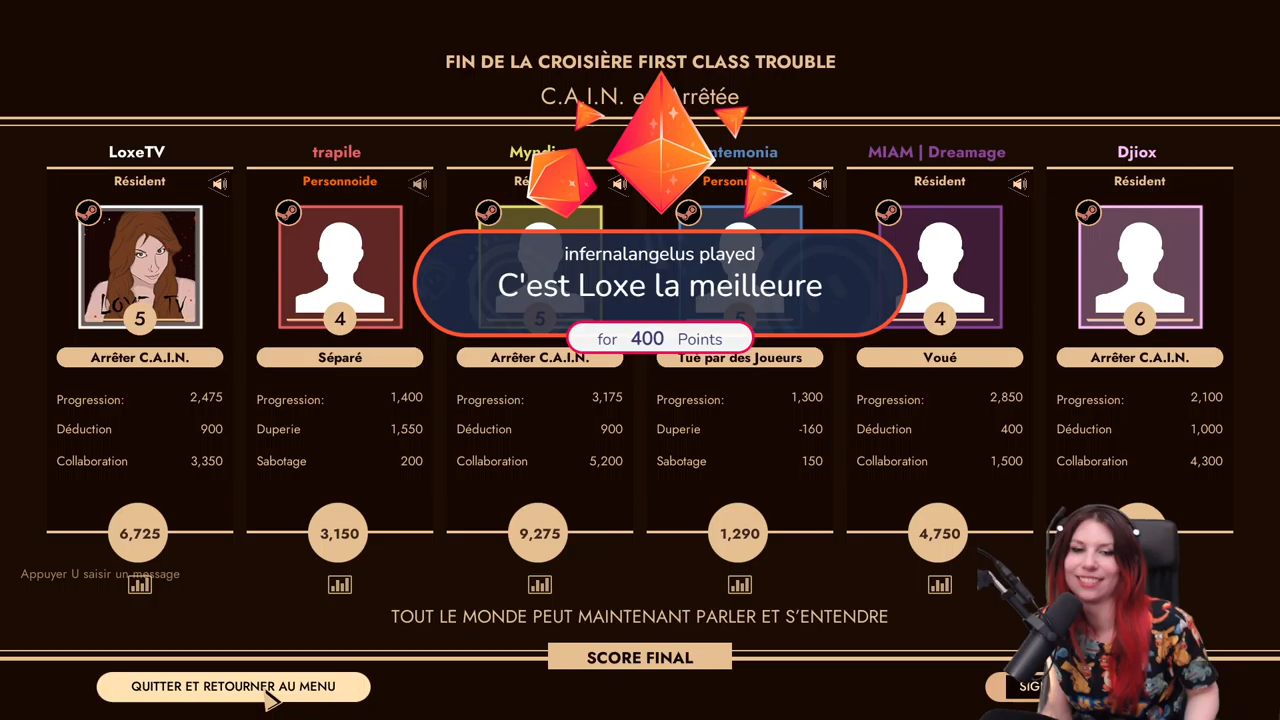 FIN DE LA CROISIÈRE FIRST CLASS TROUBLE
C.A.I.N. Arrêtée
LoxeTV
trapile
MIAM | Dreamage
Djiox
Résident
Personnoide
Résident
Résident
infernalangelus played
C'est Loxe la meilleure
for 400 Points
5
4
5
5
4
6
Arrêter C.A.I.N.
Séparé
Arrêter C.A.I.N.
Tué par des Joueurs
Voué
Arrêter C.A.I.N.
Progression: 2,475
Déduction 900
Collaboration 3,350
Progression: 1,400
Duperie 1,550
Sabotage 200
Progression: 3,175
Déduction 900
Collaboration 5,200
Progression: 1,300
Duperie -160
Sabotage 150
Progression: 2,850
Déduction 400
Collaboration 1,500
Progression: 2,100
Déduction 1,000
Collaboration 4,300
6,725
3,150
9,275
1,290
4,750
Appuyer U saisir un message
TOUT LE MONDE PEUT MAINTENANT PARLER ET S'ENTENDRE
SCORE FINAL
QUITTER ET RETOURNER AU MENU